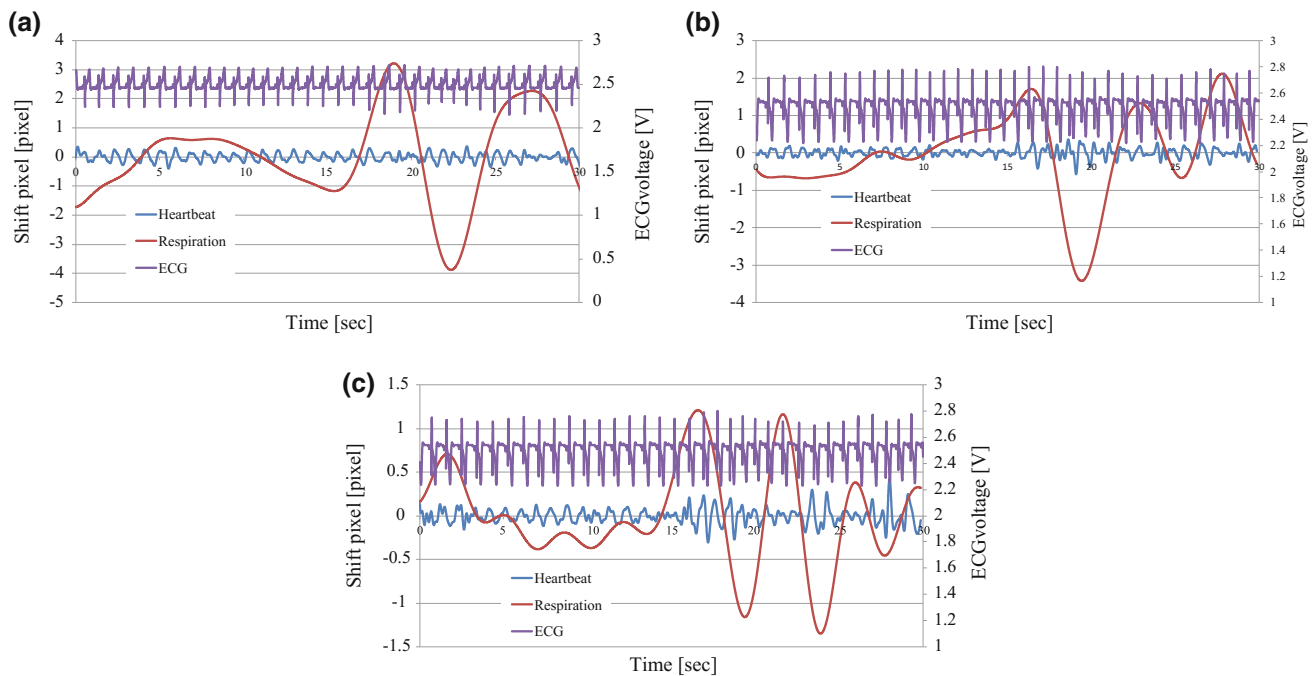 (a)
4
3
2
1
0
-1
-2
-3
-4
-5
Shift pixel [pixel]
0 5 10 15 20 25 30
3
2.5
2
1.5
1
0.5
0
ECGvoltage [V]
Heartbeat
Respiration
ECG
Time [sec]
(b)
3
2
1
0
-1
-2
-3
-4
Shift pixel [pixel]
0 5 10 15 20 25 30
3
2.8
2.6
2.4
2.2
2
1.8
1.6
1.4
1.2
1
ECGvoltage [V]
Heartbeat
Respiration
ECG
Time [sec]
(c)
1.5
1
0.5
0
-0.5
-1
-1.5
Shift pixel [pixel]
0 5 10 15 20 25 30
3
2.8
2.6
2.4
2.2
2
1.8
1.6
1.4
1.2
1
ECGvoltage [V]
Heartbeat
Respiration
ECG
Time [sec]